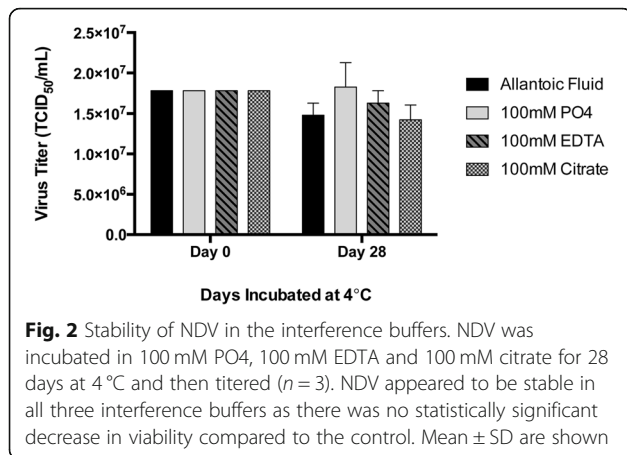 2.5×10⁷
2.0×10⁷
1.5×10⁷
1.0×10⁷
5.0×10⁶
0.0
Virus Titer (TCID₅₀/mL)
Day 0
Day 28
Days Incubated at 4°C
Allantoic Fluid
100mM PO4
100mM EDTA
100mM Citrate
Fig. 2 Stability of NDV in the interference buffers. NDV was
incubated in 100 mM PO4, 100 mM EDTA and 100 mM citrate for 28
days at 4 °C and then titered (n = 3). NDV appeared to be stable in
all three interference buffers as there was no statistically significant
decrease in viability compared to the control. Mean ± SD are shown